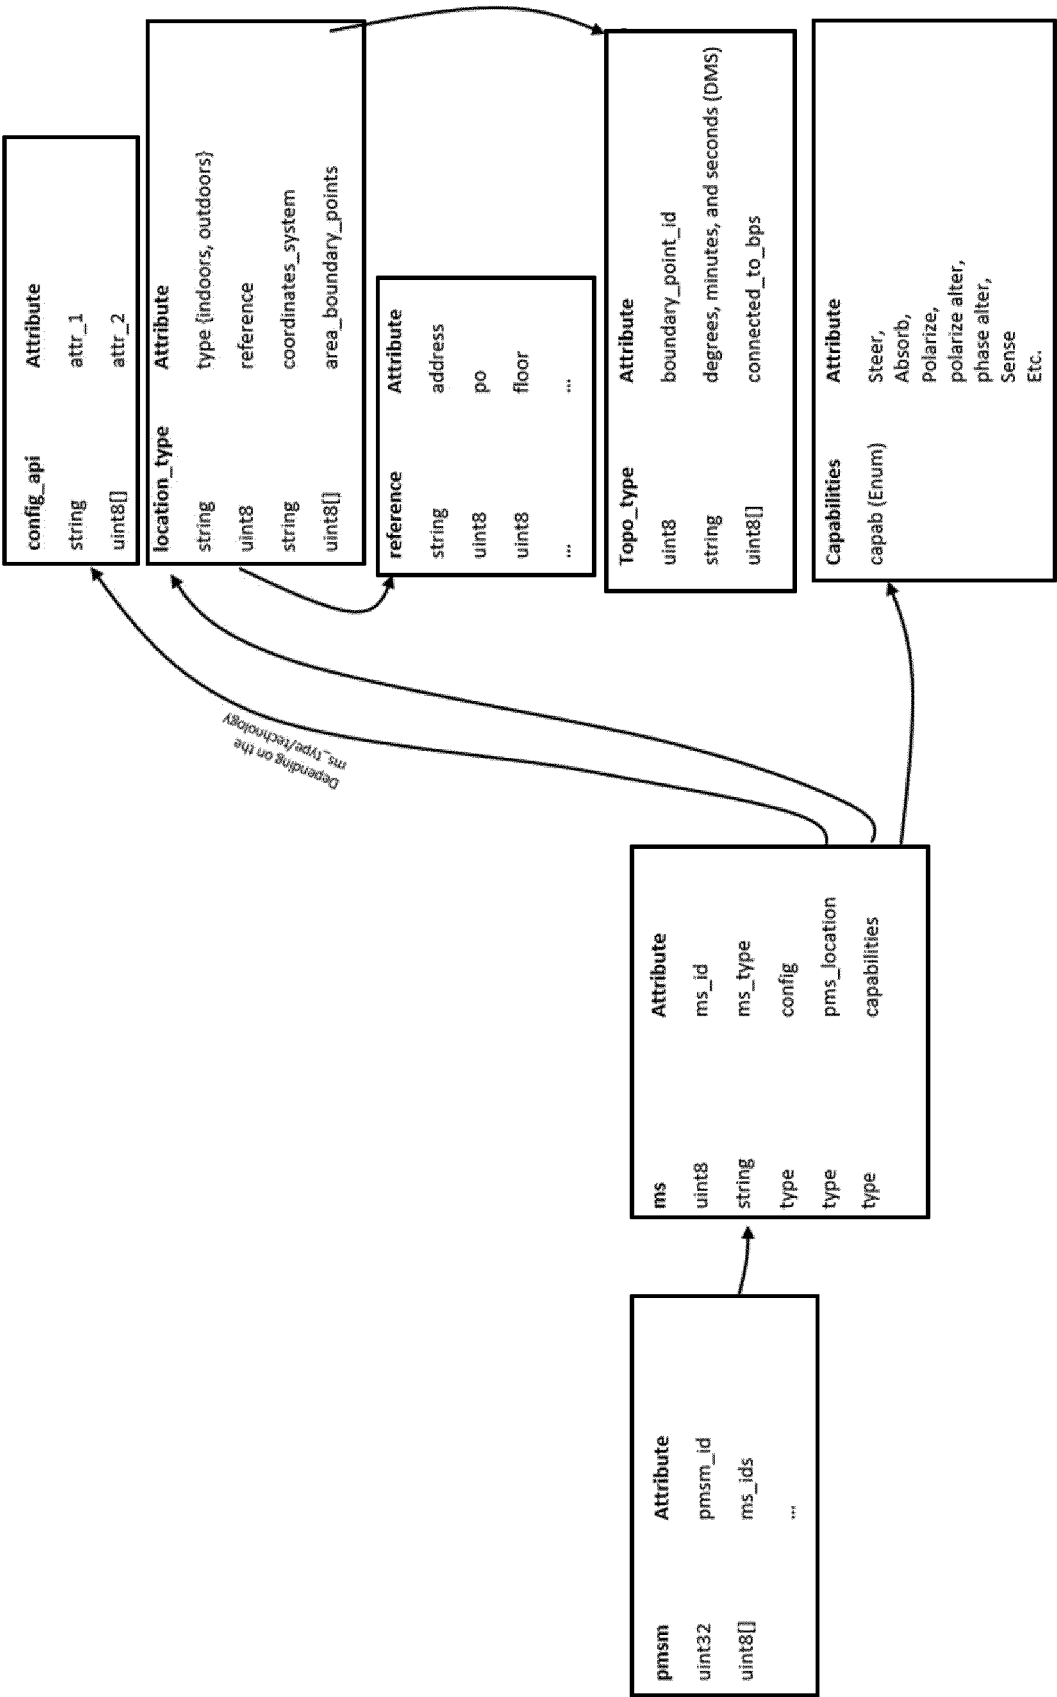 pmsm Attribute
uint32 pmsm_id
uint8[] ms_ids
...
ms Attribute
uint8 ms_id
string ms_type
type config
type pms_location
type capabilities
Depending on the
ms_type/technology
config_api Attribute
string attr_1
uint8[] attr_2
location_type Attribute
string type {indoors, outdoors}
uint8 reference
string coordinates_system
uint8[] area_boundary_points
reference Attribute
string address
uint8 po
uint8 floor
... ...
Topo_type Attribute
uint8 boundary_point_id
string degrees, minutes, and seconds (DMS)
uint8[] connected_to_bps
Capabilities Attribute
capab (Enum) Steer,
Absorb,
Polarize,
polarize alter,
phase alter,
Sense
Etc.